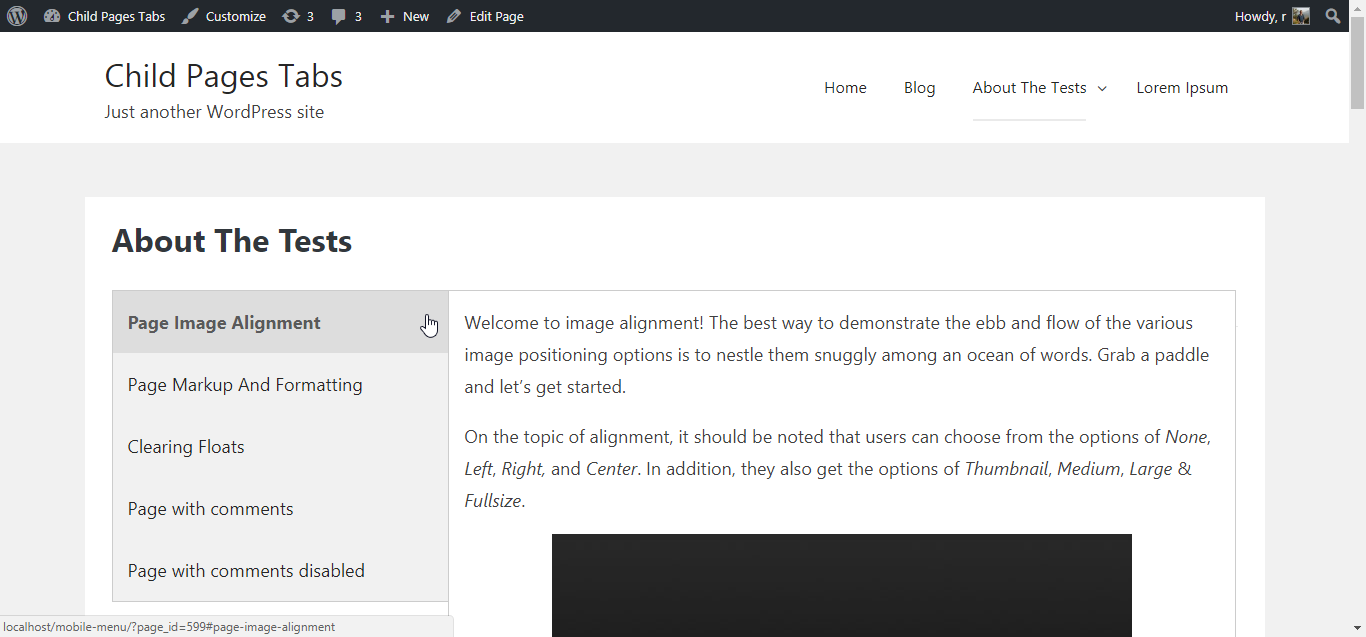 Child Pages Tabs Customize 3 3 New Edit Page Howdy, r
Child Pages Tabs
Just another WordPress site
Home Blog About The Tests Lorem Ipsum
About The Tests
Page Image Alignment
Page Markup And Formatting
Clearing Floats
Page with comments
Page with comments disabled
Welcome to image alignment! The best way to demonstrate the ebb and flow of the various
image positioning options is to nestle them snuggly among an ocean of words. Grab a paddle
and let’s get started.
On the topic of alignment, it should be noted that users can choose from the options of None,
Left, Right, and Center. In addition, they also get the options of Thumbnail, Medium, Large &
Fullsize.
localhost/mobile-menu/?page_id=599#page-image-alignment